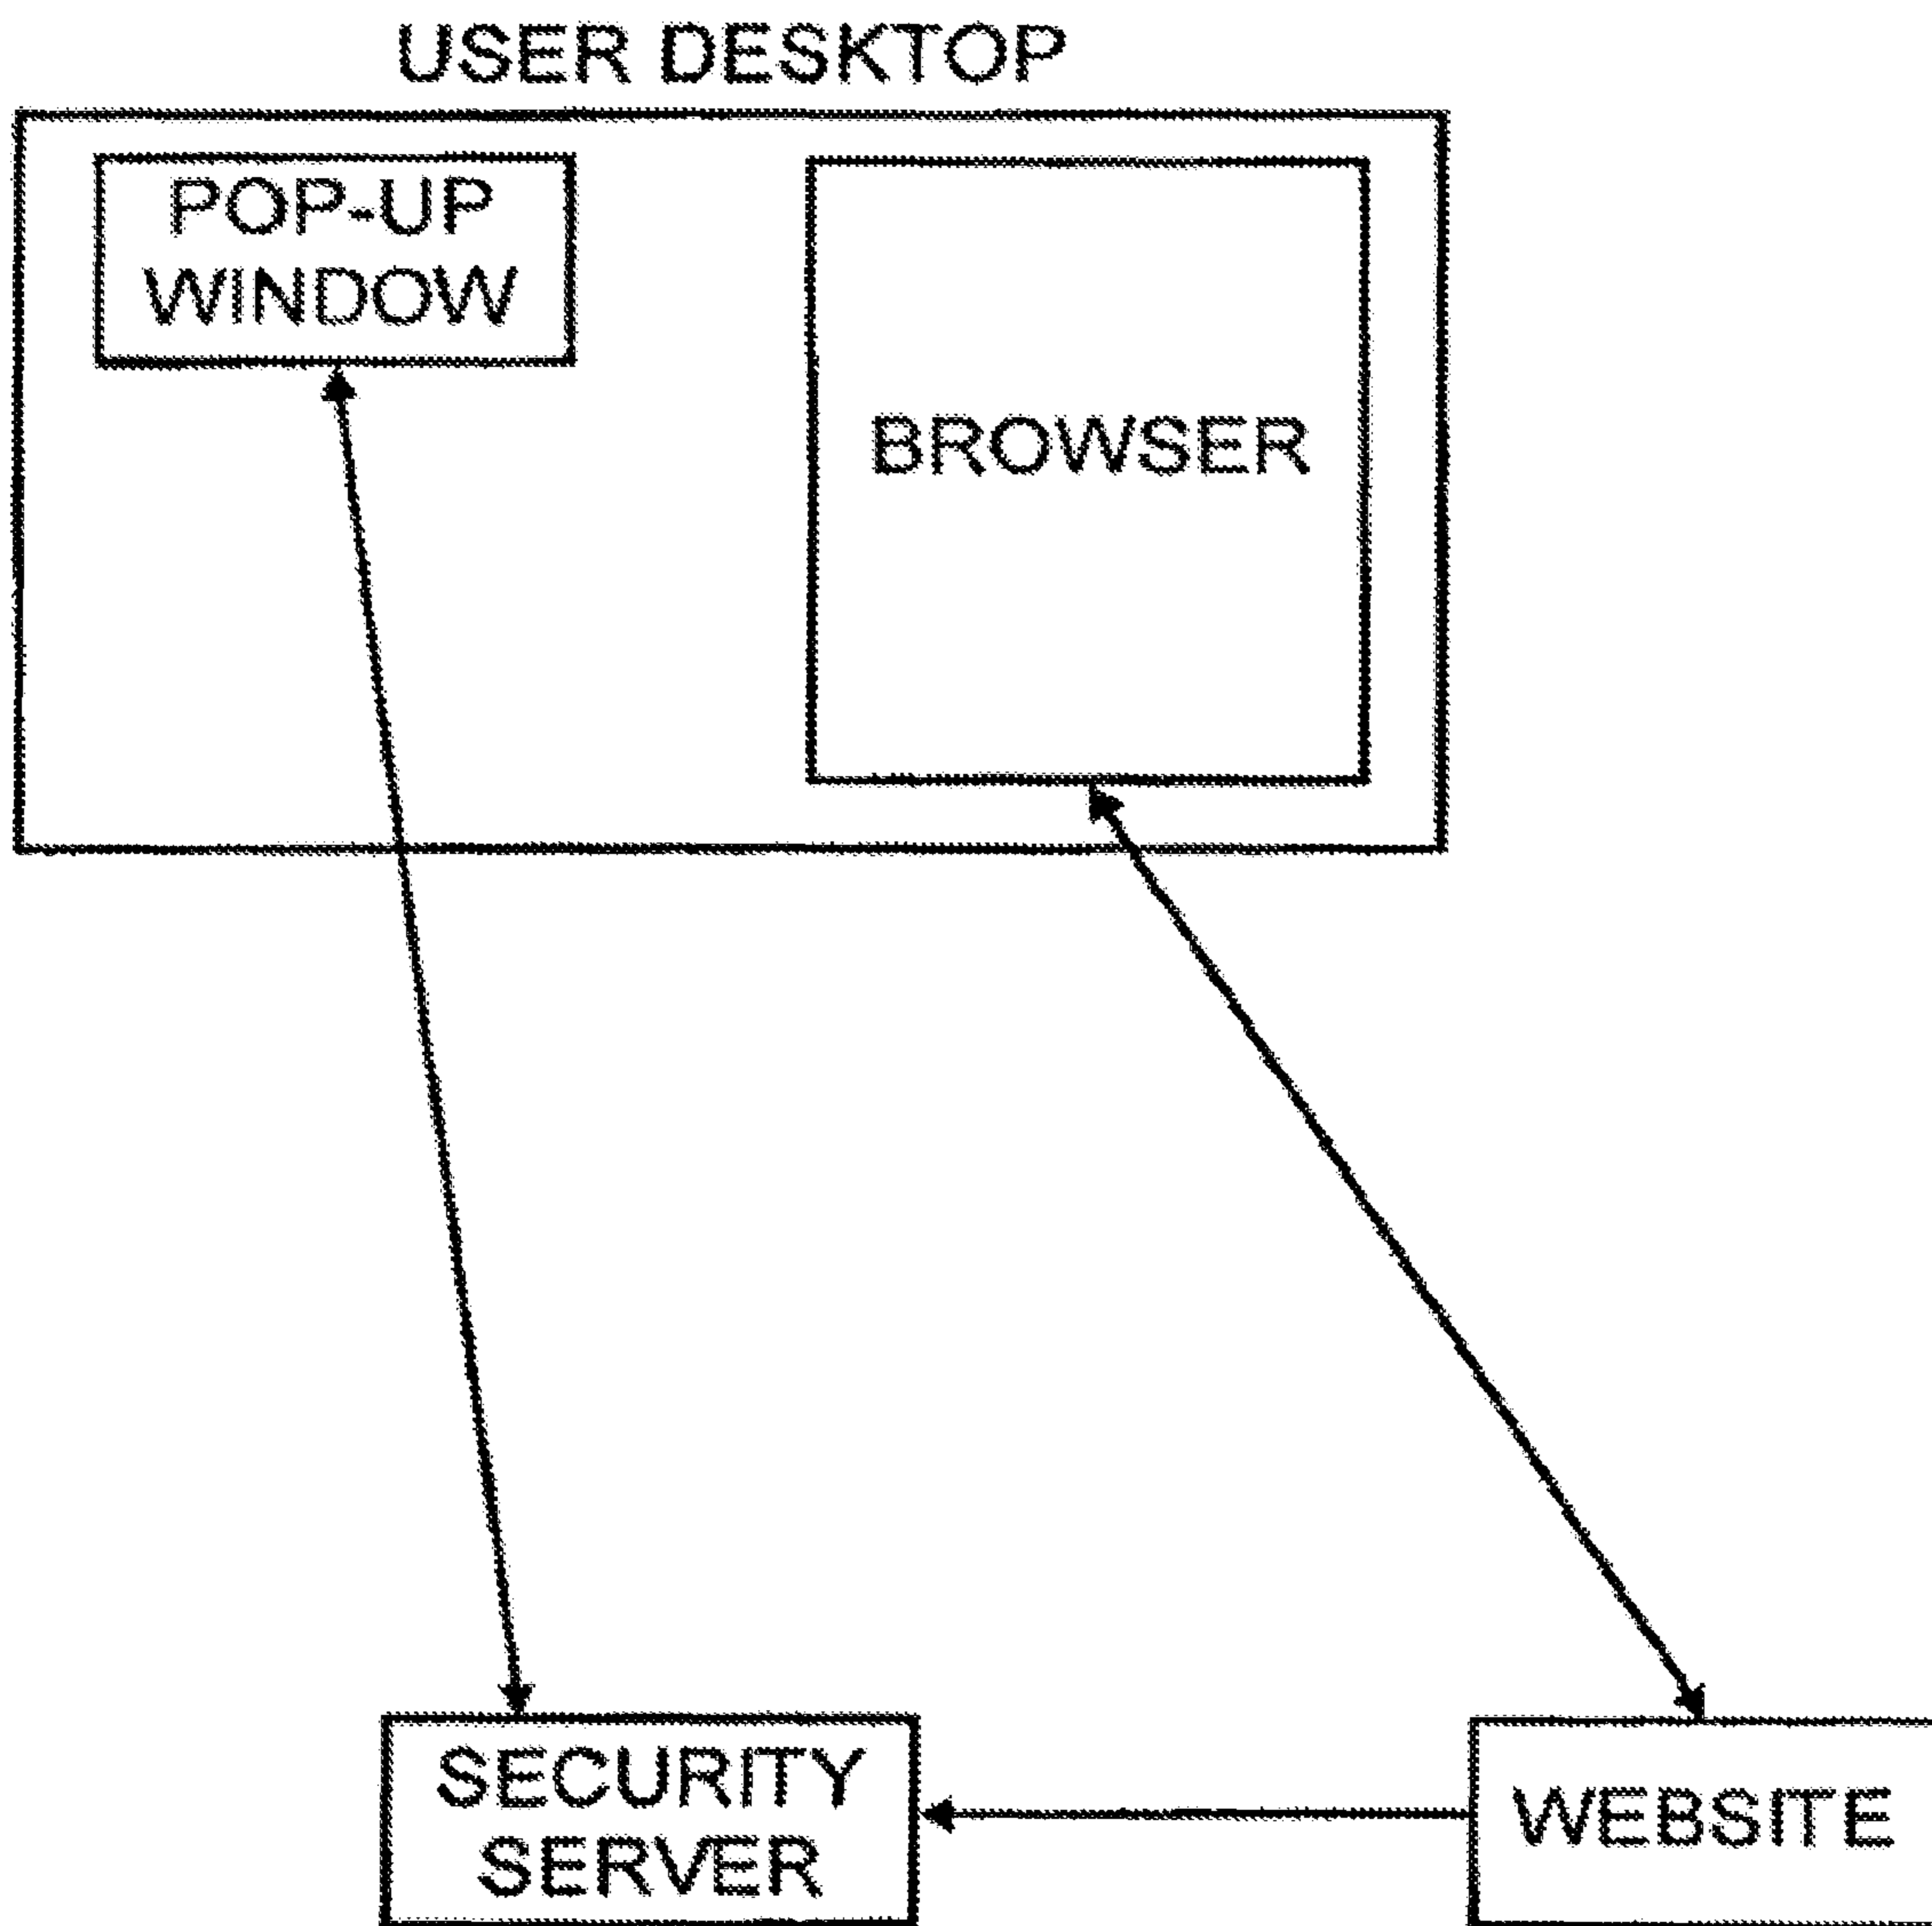 USER DESKTOP
POP-UP
WINDOW
BROWSER
SECURITY
SERVER
WEBSITE